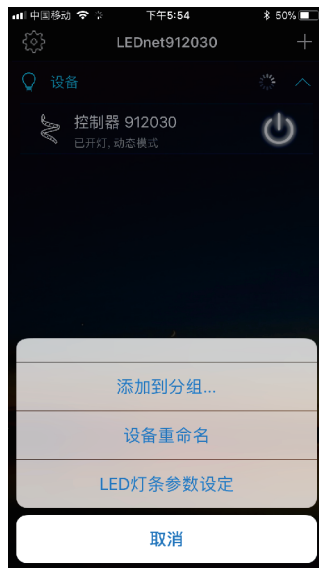 中国移动 下午5:54 50%
LEDnet912030
设备
控制器 912030
已开灯, 动态模式
添加到分组...
设备重命名
LED灯条参数设定
取消